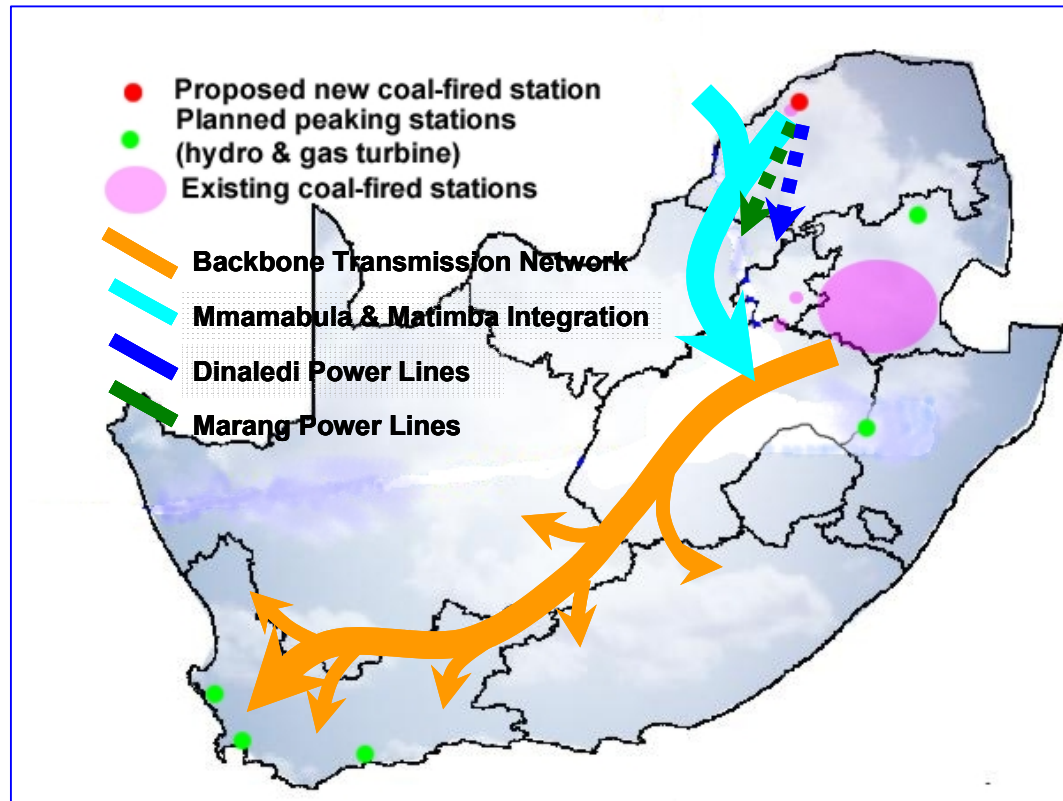 Proposed new coal-fired station
Planned peaking stations
(hydro & gas turbine)
Existing coal-fired stations
Backbone Transmission Network
Mmamabula & Matimba Integration
Dinaledi Power Lines
Marang Power Lines